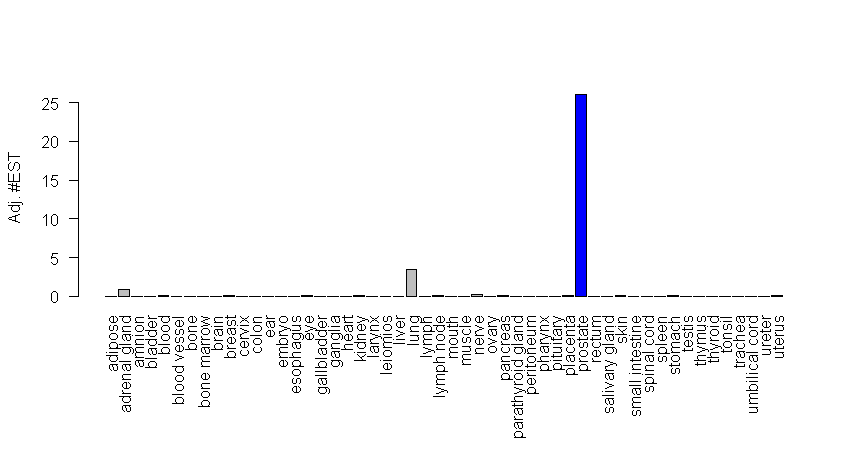 Adj. #EST
25
20
15
10
5
0
adipose
adrenal gland
amnion
bladder
blood
blood vessel
bone
bone marrow
brain
breast
cervix
colon
ear
embryo
esophagus
eye
gallbladder
ganglia
heart
kidney
larynx
leiomios
liver
lung
lymph
lymph node
mouth
muscle
nerve
ovary
pancreas
parathyroid gland
peritoneum
pharynx
pituitary
placenta
prostate
rectum
salivary gland
skin
small intestine
spinal cord
spleen
stomach
testis
thymus
thyroid
tonsil
trachea
umbilical cord
ureter
uterus